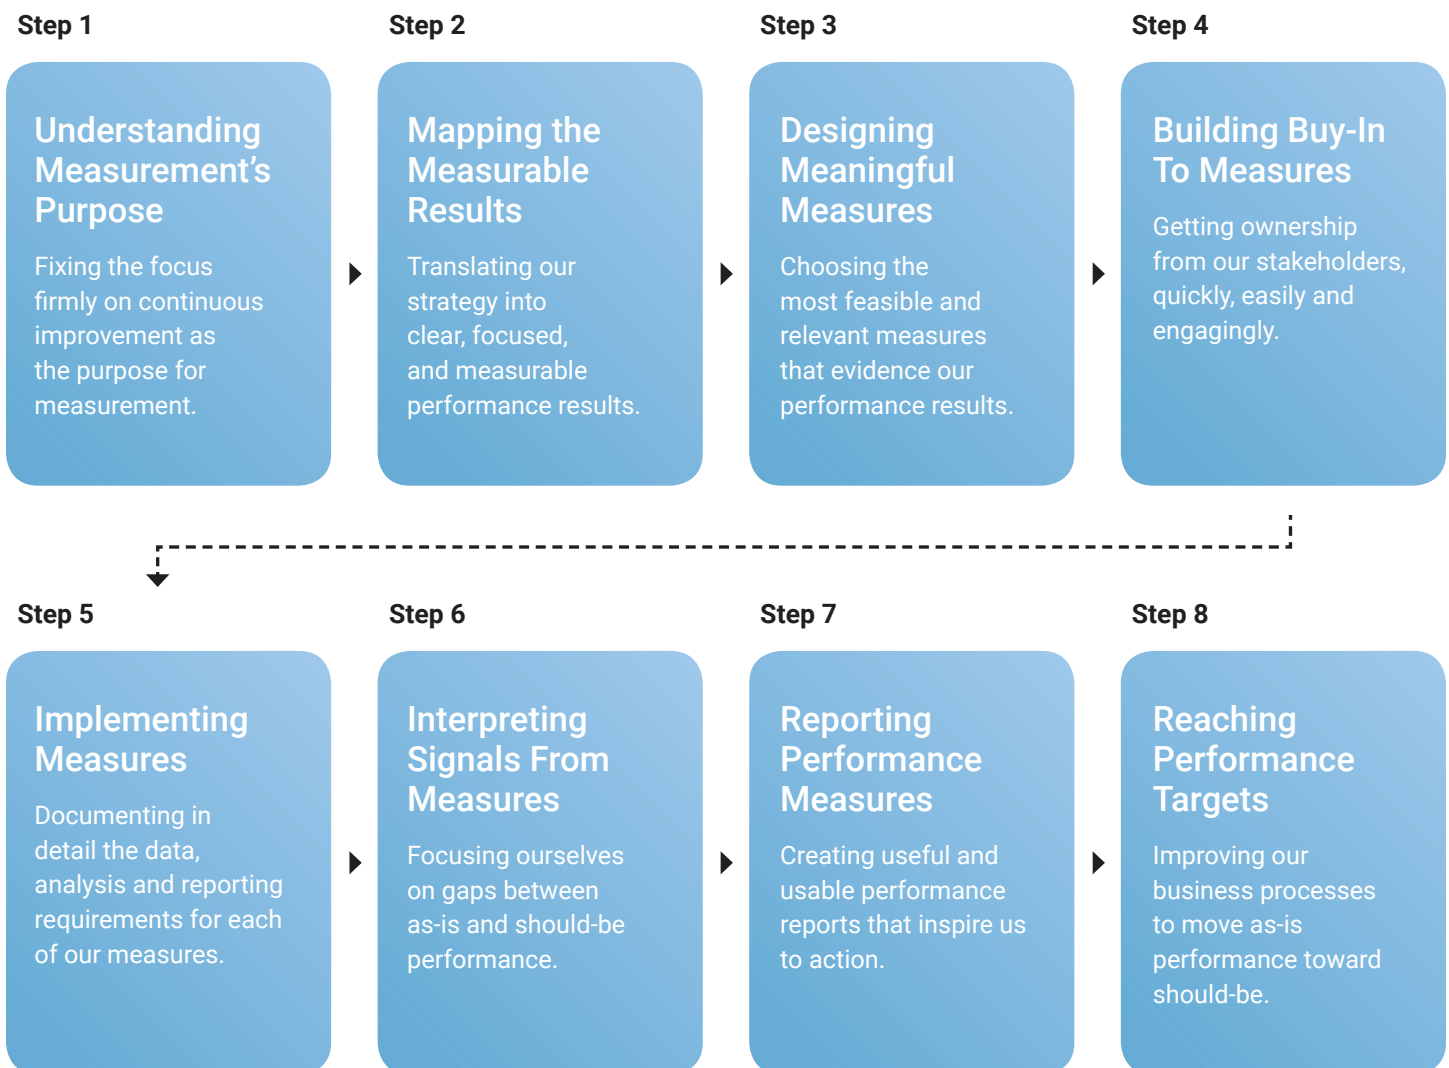 Step 1
Understanding
Measurement’s
Purpose
Fixing the focus
firmly on continuous
improvement as
the purpose for
measurement.
Step 2
Mapping the
Measurable
Results
Translating our
strategy into
clear, focused,
and measurable
performance results.
Step 3
Designing
Meaningful
Measures
Choosing the
most feasible and
relevant measures
that evidence our
performance results.
Step 4
Building Buy-In
To Measures
Getting ownership
from our stakeholders,
quickly, easily and
engagingly.
Step 5
Implementing
Measures
Documenting in
detail the data,
analysis and reporting
requirements for each
of our measures.
Step 6
Interpreting
Signals From
Measures
Focusing ourselves
on gaps between
as-is and should-be
performance.
Step 7
Reporting
Performance
Measures
Creating useful and
usable performance
reports that inspire us
to action.
Step 8
Reaching
Performance
Targets
Improving our
business processes
to move as-is
performance toward
should-be.